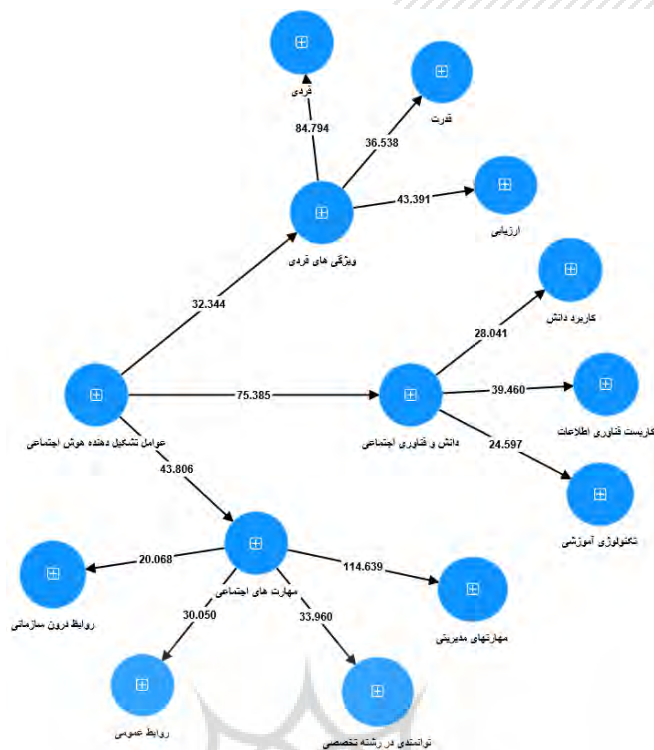 فردی
84.794
قدرت
36.538
ارزیابی
43.391
ویژگی های فردی
32.344
کاربرد دانش
28.041
کاربست فناوری اطلاعات
39.460
75.385
عوامل تشکیل دهنده هوش اجتماعی
دانش و فناوری اجتماعی
24.597
تکنولوژی آموزشی
43.806
20.068
114.639
مهارت های اجتماعی
روابط درون سازمانی
مهارتهای مدیریتی
30.050
33.960
روابط عمومی
توانمندی در رشته تخصصی